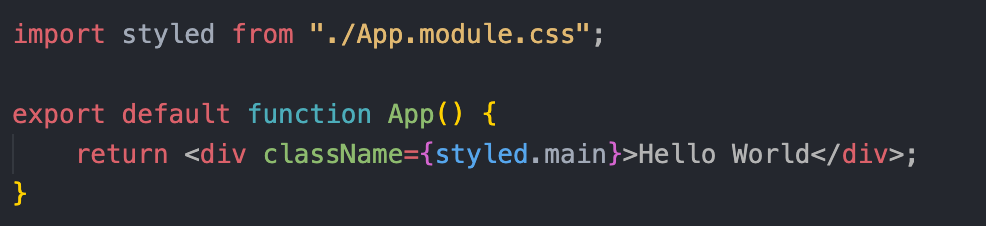 import styled from "./App.module.css";
export default function App() {
    return <div className={styled.main}>Hello World</div>;
}